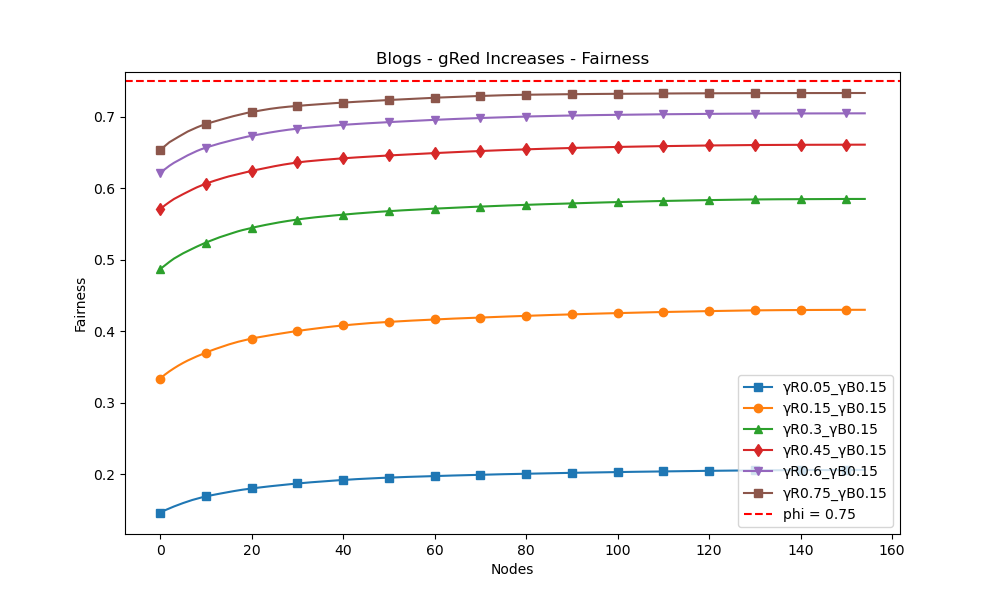 Blogs - gRed Increases - Fairness
Fairness
0.7
0.6
0.5
0.4
0.3
0.2
0
20
40
60
80
100
120
140
160
Nodes
γR0.05_γB0.15
γR0.15_γB0.15
γR0.3_γB0.15
γR0.45_γB0.15
γR0.6_γB0.15
γR0.75_γB0.15
phi = 0.75